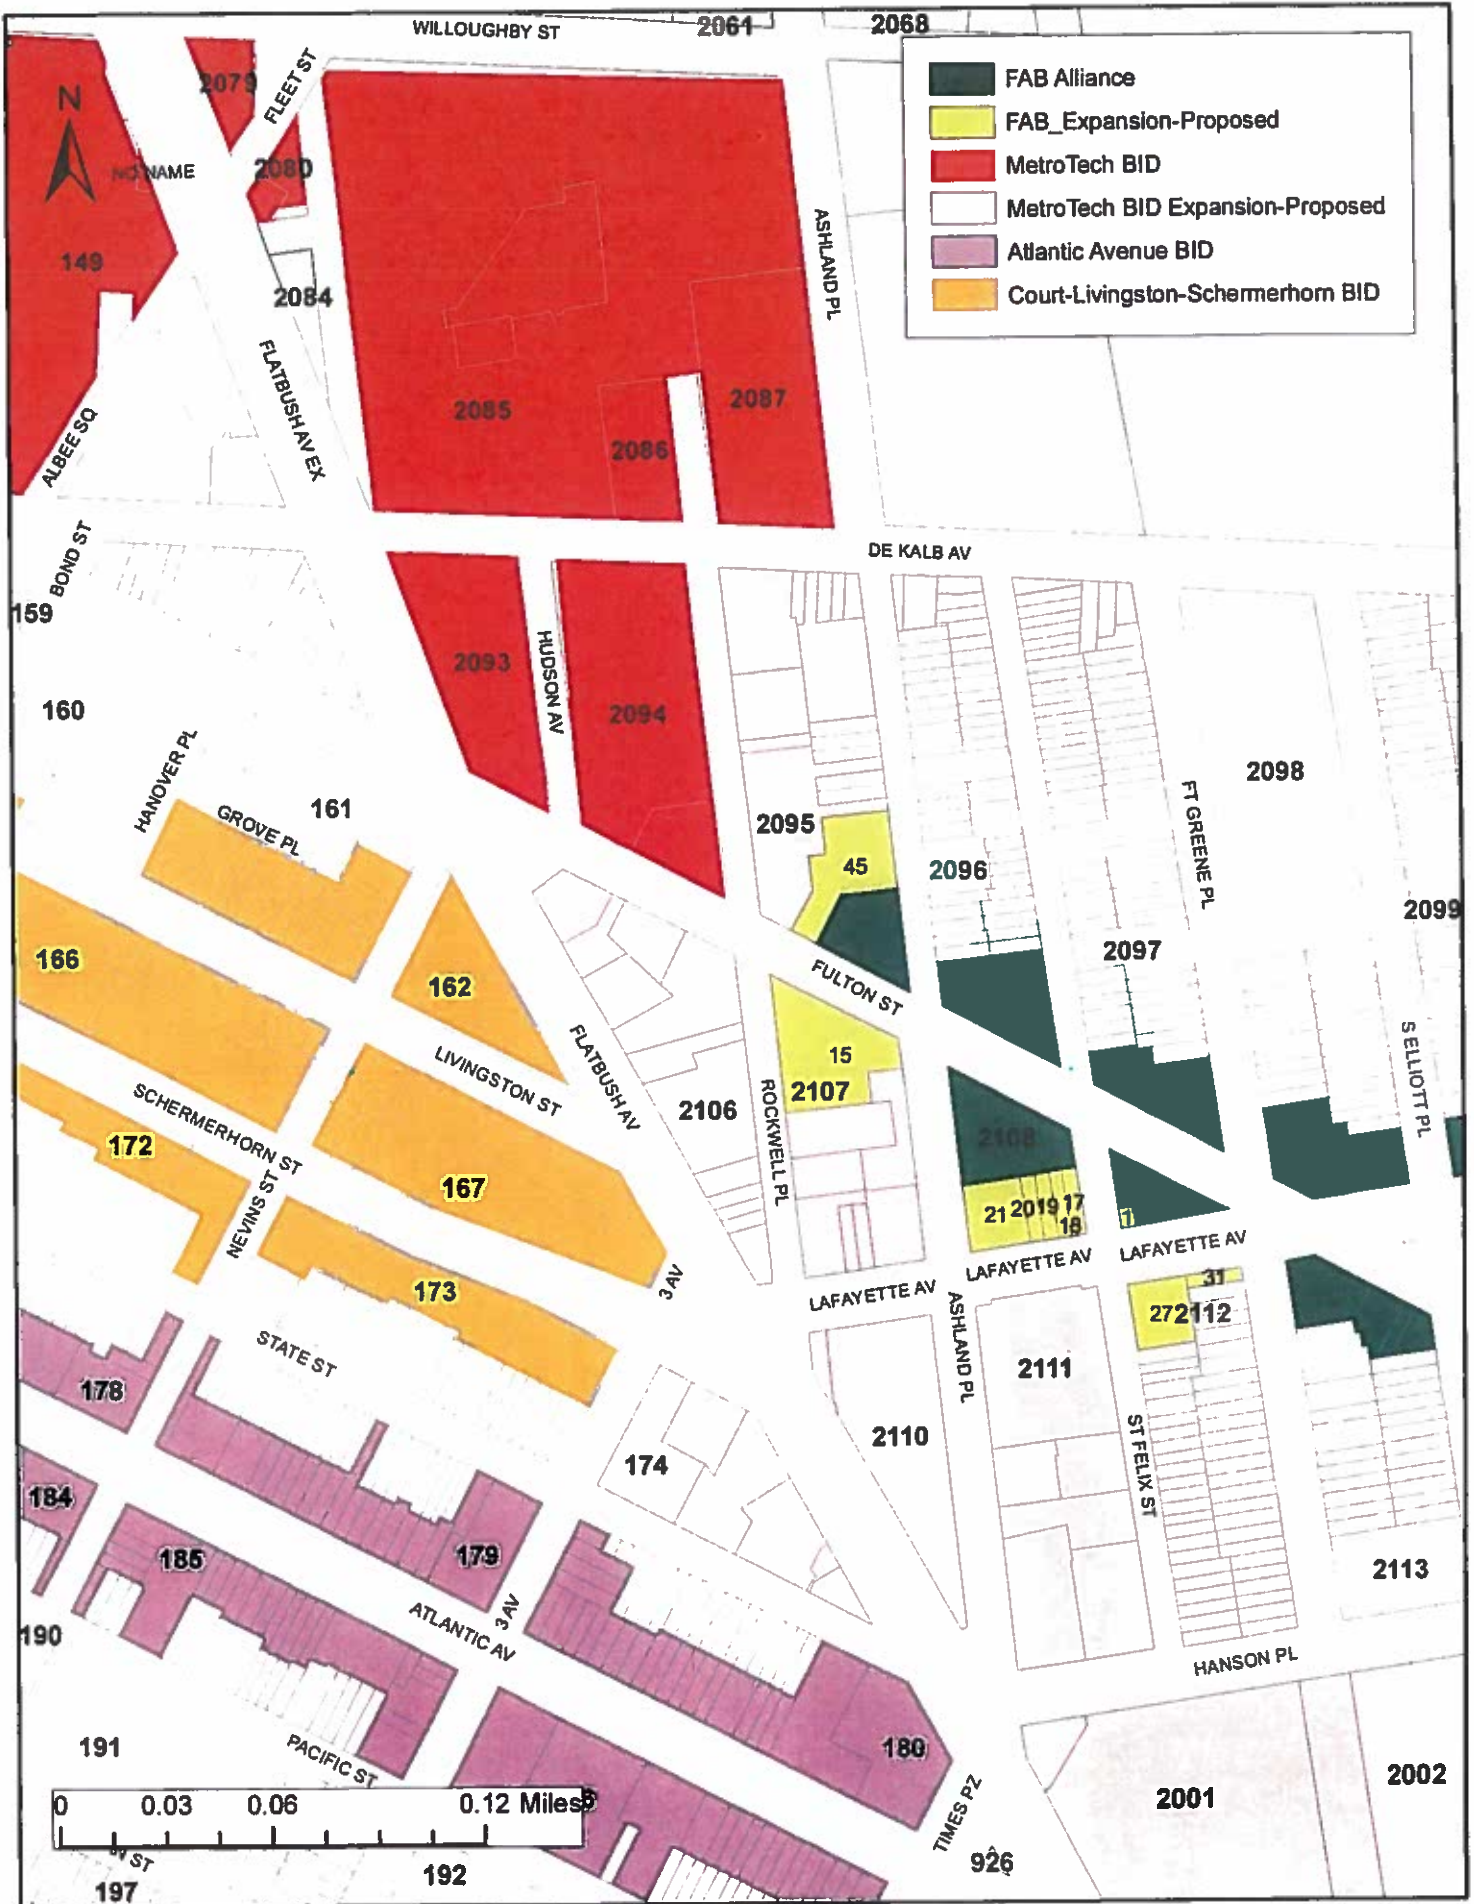 WILLOUGHBY ST
2061
2068
FAB Alliance
FAB_Expansion-Proposed
MetroTech BID
MetroTech BID Expansion-Proposed
Atlantic Avenue BID
Court-Livingston-Schermerhorn BID
2079
FLEET ST
N
NO NAME
2080
149
2084
ASHLAND PL
FLATBUSH AV EX
2085
2087
2086
ALBEE SQ
BOND ST
DE KALB AV
159
2093
HUDSON AV
2094
160
HANOVER PL
161
GROVE PL
2098
2095
45
2096
FT GREENE PL
2099
2097
166
162
FULTON ST
LIVINGSTON ST
FLATBUSH AV
15
2107
2106
ROCKWELL PL
S ELLIOTT PL
SCHERMERHORN ST
172
2108
167
NEVINS ST
21
20
19
17
18
1
LAFAYETTE AV
LAFAYETTE AV
LAFAYETTE AV
3 AV
173
31
27
2112
ASHLAND PL
STATE ST
2111
178
2110
ST FELIX ST
174
184
185
179
2113
3 AV
ATLANTIC AV
190
HANSON PL
191
PACIFIC ST
180
2001
2002
TIMES PZ
0
0.03
0.06
0.12 Miles
926
ST
192
197